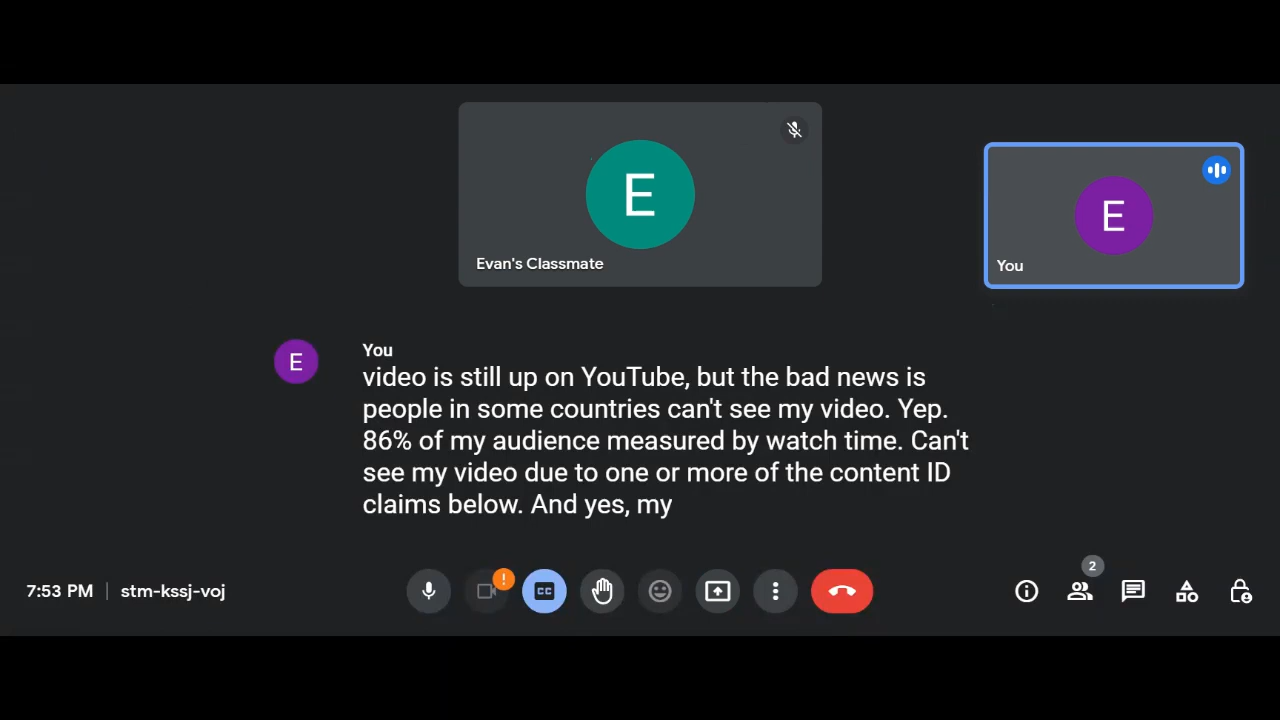 E
Evan's Classmate
E
You
E
You
video is still up on YouTube, but the bad news is
people in some countries can't see my video. Yep.
86% of my audience measured by watch time. Can't
see my video due to one or more of the content ID
claims below. And yes, my
!
CC
2
7:53 PM | stm-kssj-voj